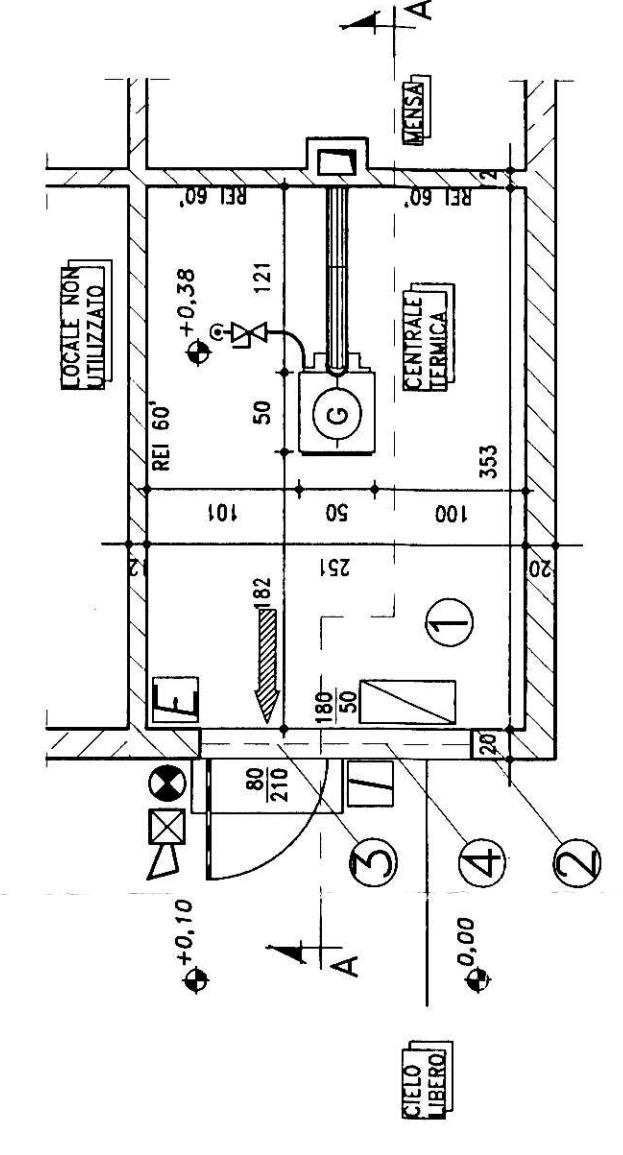 A
MENSA
2
REI 60'
REI 60'
LOCALE NON
UTILIZZATO
+0,38
121
CENTRALE
TERMICA
G
50
REI 60'
353
101
50
100
12
251
20
182
1
E
180
50
80
210
20
3
4
2
+0,10
A
0,00
CIELO
LIBERO